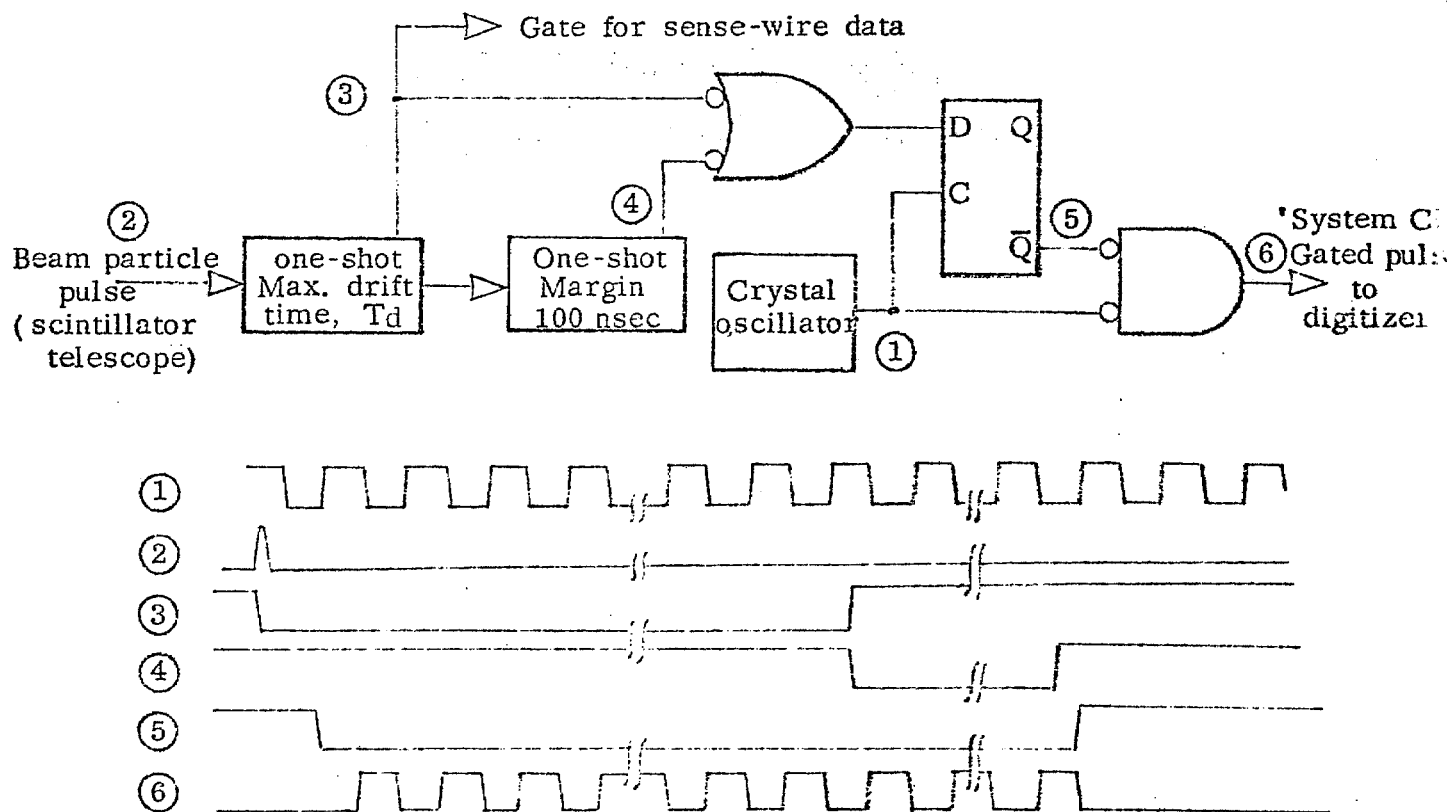 Gate for sense-wire data
③
D Q
C
Q̅
④
②
Beam particle
pulse
(scintillator
telescope)
one-shot
Max. drift
time, Td
One-shot
Margin
100 nsec
Crystal
oscillator
①
⑤
⑥
'System
Gated
to
①
②
③
④
⑤
⑥